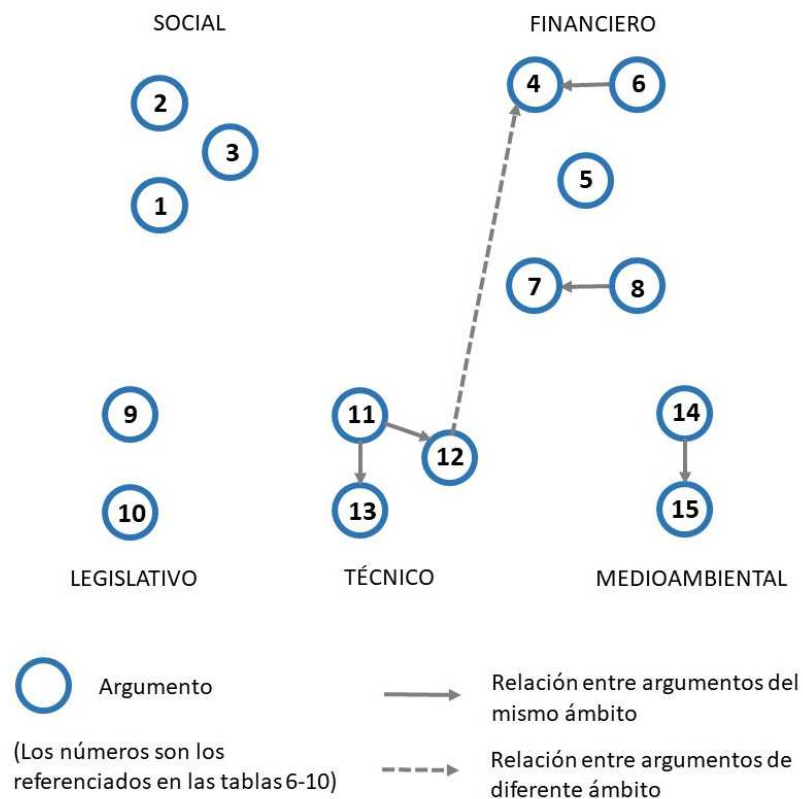 SOCIAL
FINANCIERO
2
3
1
4
6
5
7
8
9
10
11
12
13
14
15
LEGISLATIVO
TÉCNICO
MEDIOAMBIENTAL
Argumento
(Los números son los
referenciados en las tablas 6-10)
Relación entre argumentos del
mismo ámbito
Relación entre argumentos de
diferente ámbito